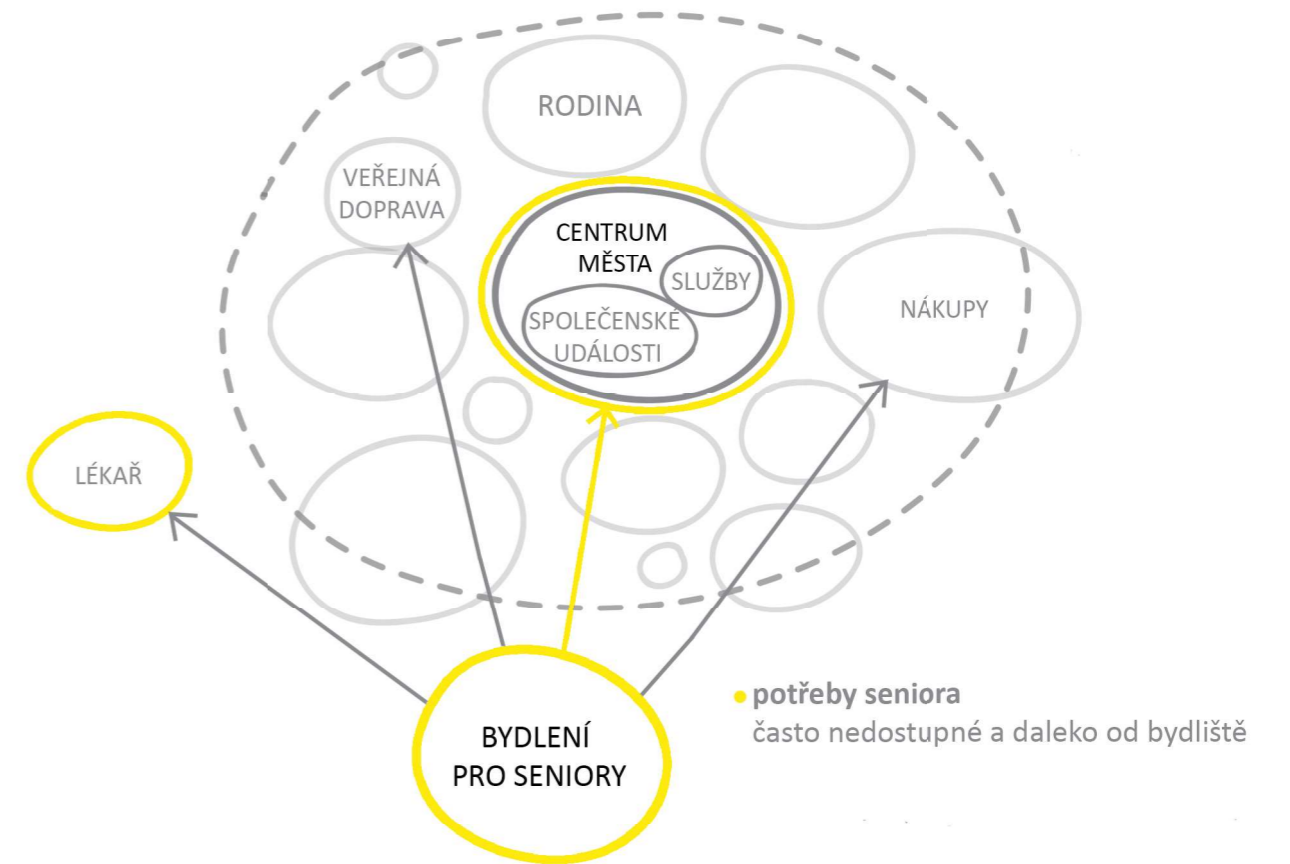 RODINA
VEŘEJNÁ
DOPRAVA
CENTRUM
MĚSTA
SLUŽBY
SPOLEČENSKÉ
UDÁLOSTI
NÁKUPY
LÉKAŘ
BYDLENÍ
PRO SENIORY
potřeby seniora
často nedostupné a daleko od bydliště